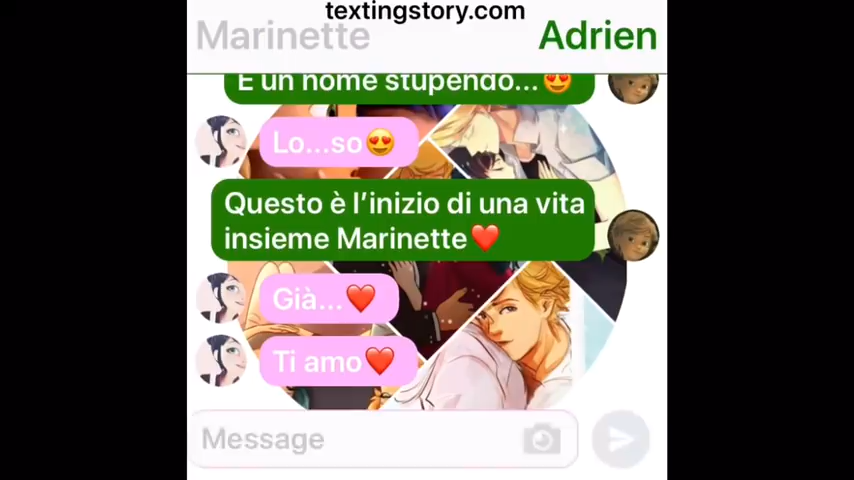 textingstory.com
Marinette
Adrien
È un nome stupendo...😍
Lo...so😍
Questo è l'inizio di una vita
insieme Marinette❤️
Già...❤️
Ti amo❤️
Message